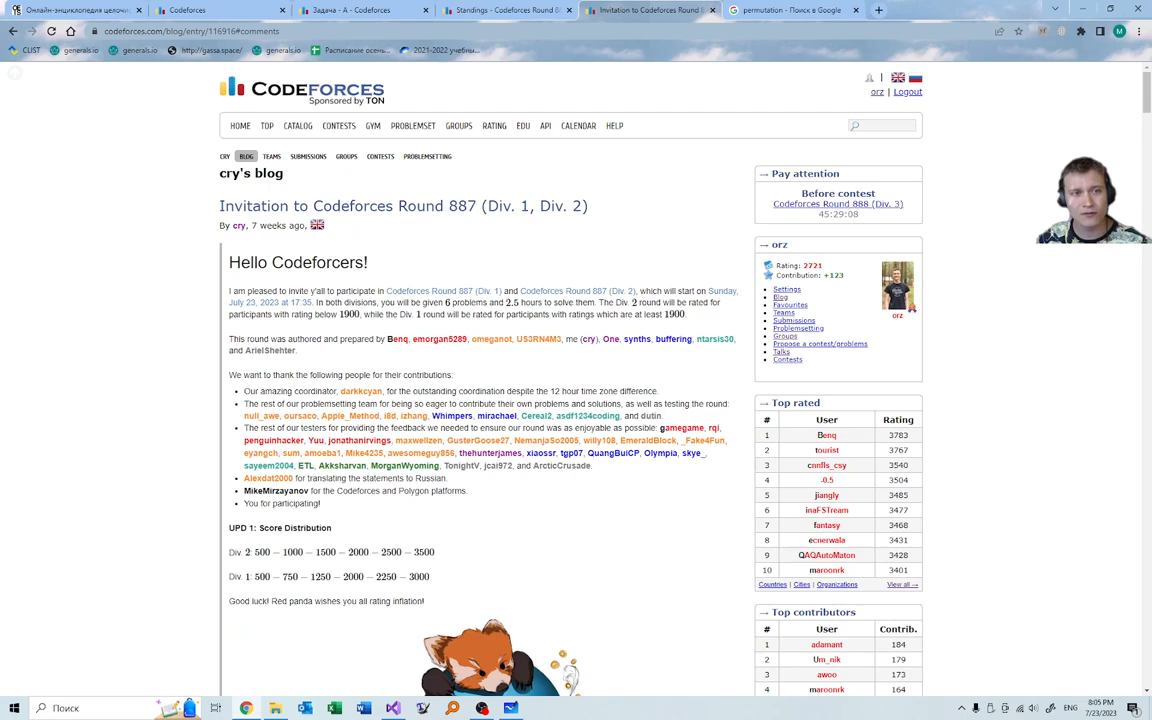 Онлайн-энциклопедия целочи
Codeforces
Задача - A - Codeforces
Standings - Codeforces Round 88
Invitation to Codeforces Round 8
permutation - Поиск в Google
codeforces.com/blog/entry/116916#comments
CLIST
generals.io
generals.io
http://gassa.space/
generals.io
Расписание осень...
2021-2022 учебны...
CODEFORCES
Sponsored by TON
orz | Logout
HOME TOP CATALOG CONTESTS GYM PROBLEMSET GROUPS RATING EDU API CALENDAR HELP
CRY BLOG TEAMS SUBMISSIONS GROUPS CONTESTS PROBLEMSETTING
cry's blog
Invitation to Codeforces Round 887 (Div. 1, Div. 2)
By cry, 7 weeks ago,
Hello Codeforcers!
I am pleased to invite y'all to participate in Codeforces Round 887 (Div. 1) and Codeforces Round 887 (Div. 2), which will start on Sunday,
July 23, 2023 at 17:35. In both divisions, you will be given 6 problems and 2.5 hours to solve them. The Div. 2 round will be rated for
participants with rating below 1900, while the Div. 1 round will be rated for participants with ratings which are at least 1900.
This round was authored and prepared by Benq, emorgan5289, omeganot, US3RN4M3, me (cry), One, synths, buffering, ntarsis30,
and ArielShehter.
We want to thank the following people for their contributions:
Our amazing coordinator, darkkcyan, for the outstanding coordination despite the 12 hour time zone difference.
The rest of our problemsetting team for being so eager to contribute their own problems and solutions, as well as testing the round:
null_awe, oursaco, Apple_Method, i8d, izhang, Whimpers, mirachael, Cereal2, asdf1234coding, and dutin.
The rest of our testers for providing the feedback we needed to ensure our round was as enjoyable as possible: gamegame, rqi,
penguinhacker, Yuu, jonathanirvings, maxwellzen, GusterGoose27, NemanjaSo2005, willy108, EmeraldBlock, _Fake4Fun,
eyangch, sum, amoeba1, Mike4235, awesomeguy856, thehunterjames, xiaossr, tgp07, QuangBuiCP, Olympia, skye_,
sayeem2004, ETL, Akksharvan, MorganWyoming, TonightV, jcai972, and ArcticCrusade.
Alexdat2000 for translating the statements to Russian.
MikeMirzayanov for the Codeforces and Polygon platforms.
You for participating!
UPD 1: Score Distribution
Div. 2: 500 − 1000 − 1500 − 2000 − 2500 − 3500
Div. 1: 500 − 750 − 1250 − 2000 − 2250 − 3000
Good luck! Red panda wishes you all rating inflation!
→ Pay attention
Before contest
Codeforces Round 888 (Div. 3)
45:29:08
→ orz
Rating: 2721
Contribution: +123
Settings
Blog
Favourites
Teams
Submissions
Problemsetting
Groups
Propose a contest/problems
Talks
Contests
orz
→ Top rated
# User Rating
1 Benq 3783
2 tourist 3767
3 cnnfls_csy 3540
4 -0.5 3504
5 jiangly 3485
6 inaFSTream 3477
7 fantasy 3468
8 ecnerwala 3431
9 QAQAutoMaton 3428
10 maroonrk 3401
Countries | Cities | Organizations View all →
→ Top contributors
# User Contrib.
1 adamant 184
2 Um_nik 179
3 awoo 173
4 maroonrk 164
Поиск
ENG
8:05 PM
7/23/2023